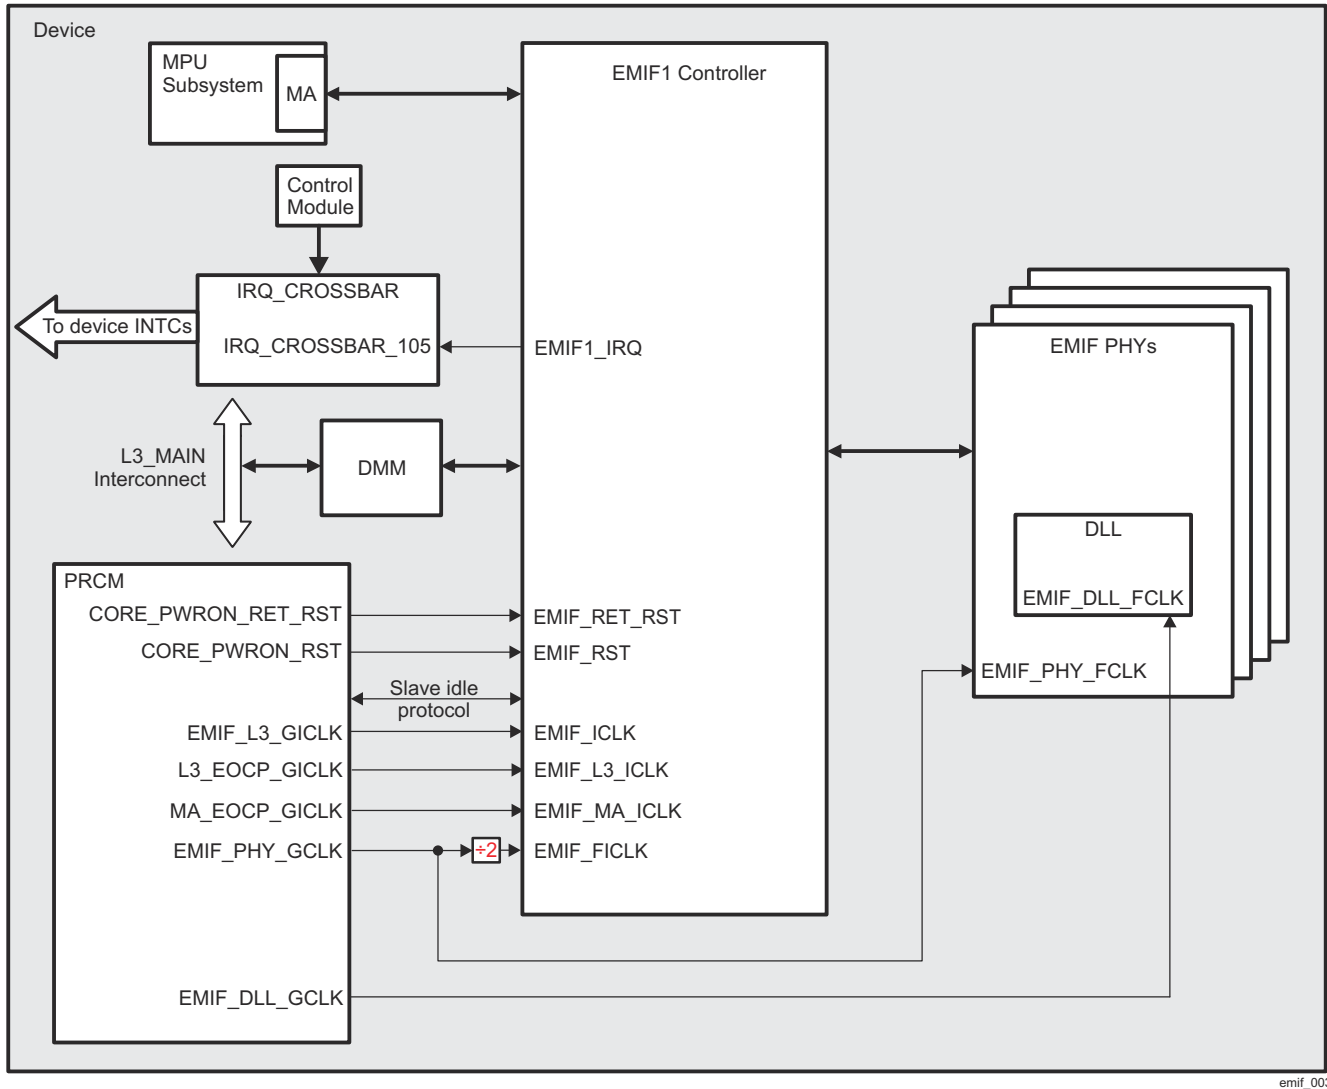 Device
MPU
Subsystem
MA
EMIF1 Controller
Control
Module
IRQ_CROSSBAR
To device INTCs
IRQ_CROSSBAR_105
EMIF1_IRQ
EMIF PHYs
L3_MAIN
Interconnect
DMM
DLL
EMIF_DLL_FCLK
EMIF_PHY_FCLK
PRCM
CORE_PWRON_RET_RST
EMIF_RET_RST
CORE_PWRON_RST
EMIF_RST
Slave idle
protocol
EMIF_L3_GICLK
EMIF_ICLK
L3_EOCP_GICLK
EMIF_L3_ICLK
MA_EOCP_GICLK
EMIF_MA_ICLK
EMIF_PHY_GCLK
÷2
EMIF_FICLK
EMIF_DLL_GCLK